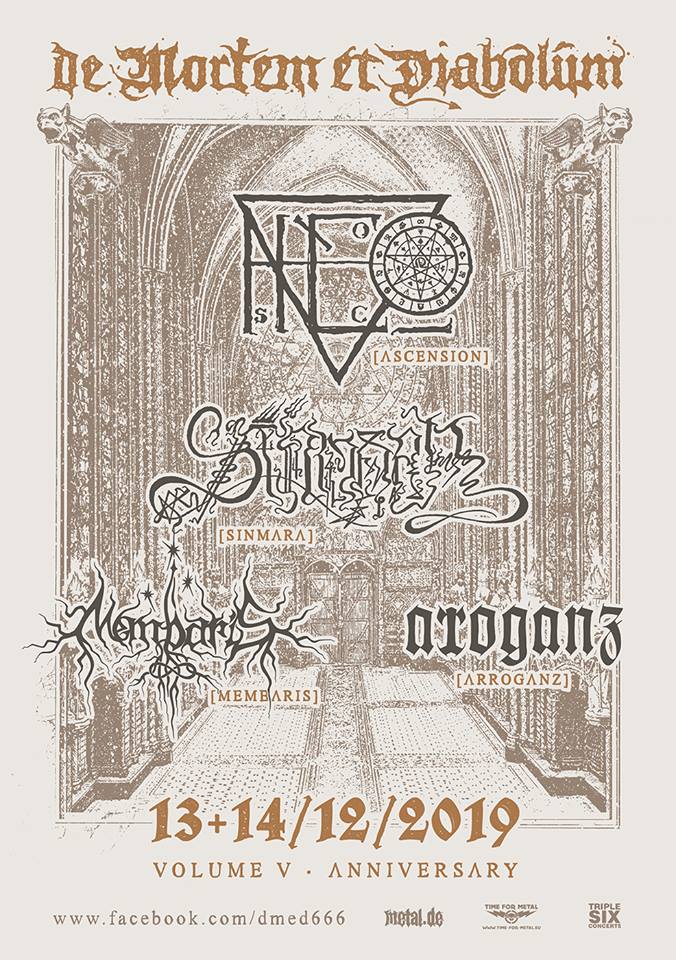 de Mortem et Diabolum
[ASCENSION]
[SINMARA]
Membaris
[MEMBARIS]
arroganz
[ARROGANZ]
13+14/12/2019
VOLUME V · ANNIVERSARY
www.facebook.com/dmed666
metal.de
TIME FOR METAL
WWW.TIME-FOR-METAL.EU
TRIPLE
SIX
CONCERTS